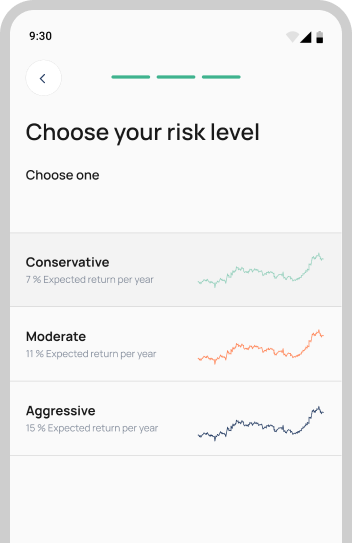 9:30
Choose your risk level
Choose one
Conservative
7 % Expected return per year
Moderate
11 % Expected return per year
Aggressive
15 % Expected return per year